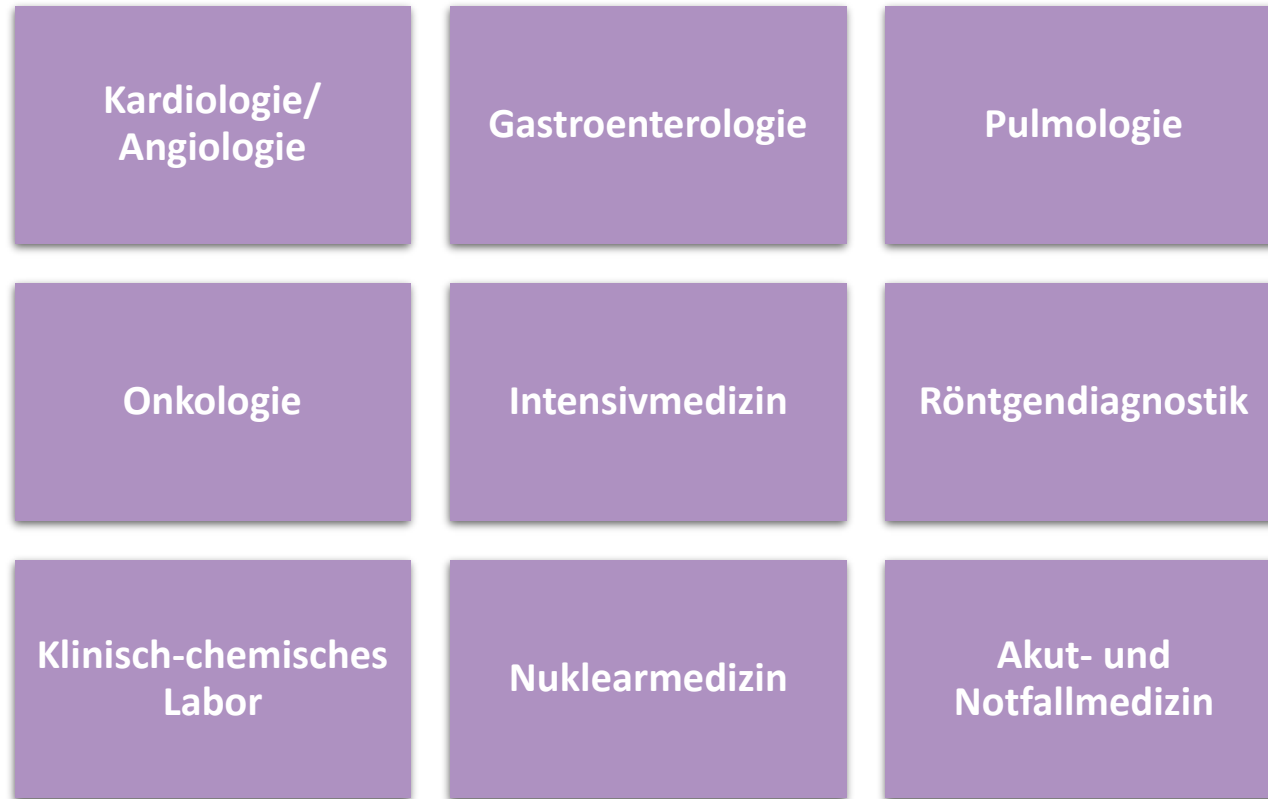 Kardiologie/
Angiologie
Gastroenterologie
Pulmologie
Onkologie
Intensivmedizin
Röntgendiagnostik
Klinisch-chemisches
Labor
Nuklearmedizin
Akut- und
Notfallmedizin